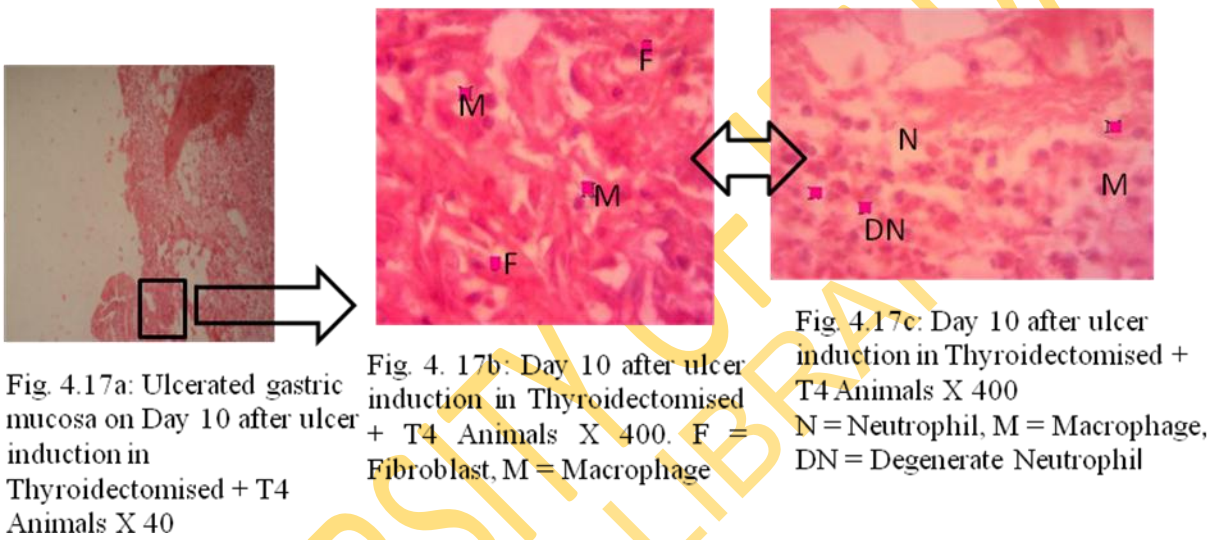 F
M
M
F
N
M
DN
Fig. 4.17a: Ulcerated gastric
mucosa on Day 10 after ulcer
induction in
Thyroidectomised + T4
Animals X 40
Fig. 4. 17b: Day 10 after ulcer
induction in Thyroidectomised
+ T4 Animals X 400. F =
Fibroblast, M = Macrophage
Fig. 4.17c: Day 10 after ulcer
induction in Thyroidectomised +
T4 Animals X 400
N = Neutrophil, M = Macrophage,
DN = Degenerate Neutrophil